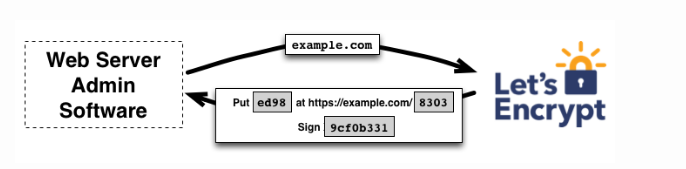 Web Server
Admin
Software
example.com
Put ed98 at https://example.com/ 8303
Sign 9cf0b331
Let's
Encrypt